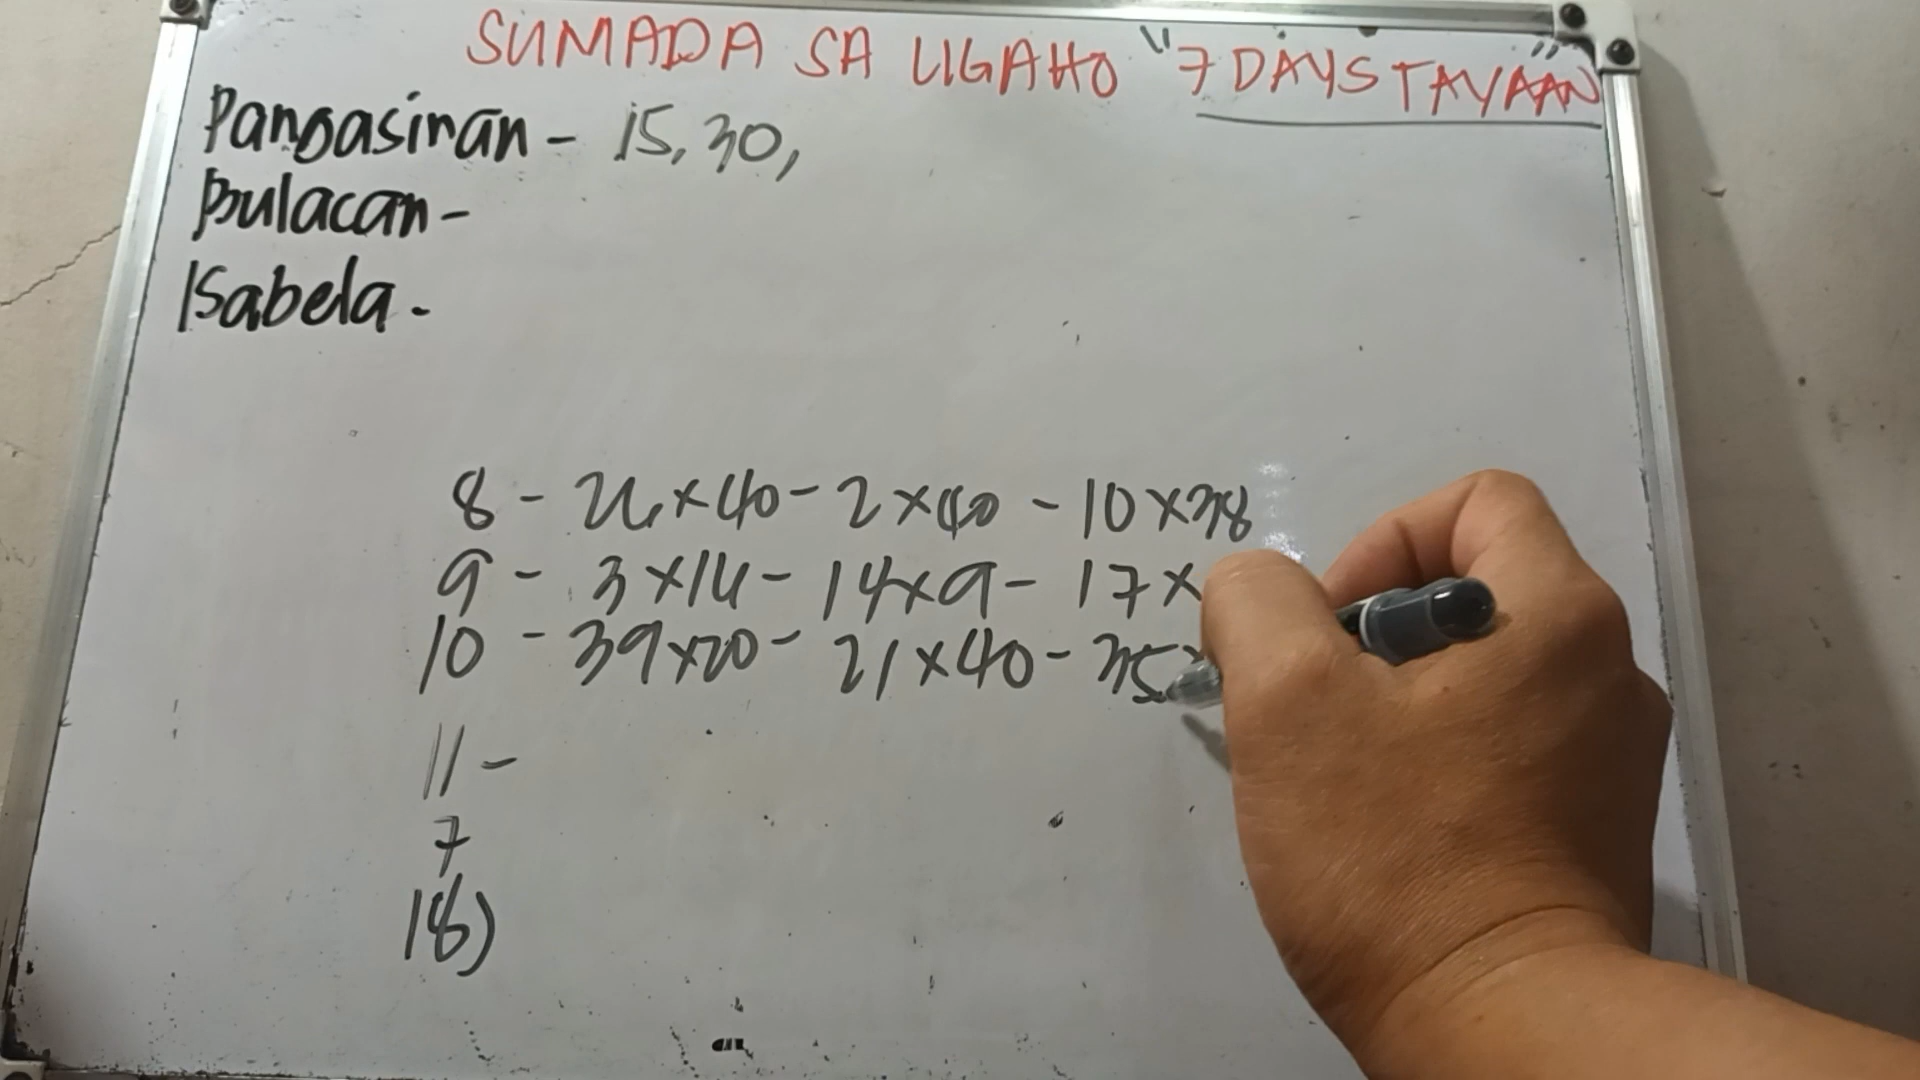 SUMADA SA LIGAHO "7 DAYS TAYAAN"
Pangasinan - 15, 30,
Bulacan -
Isabela -
8 - 26 x 40 - 2 x 40 - 10 x 38
9 - 3 x 14 - 14 x 9 - 17 x
10 - 39 x 20 - 21 x 40 - 35 x
11 -
7
18)